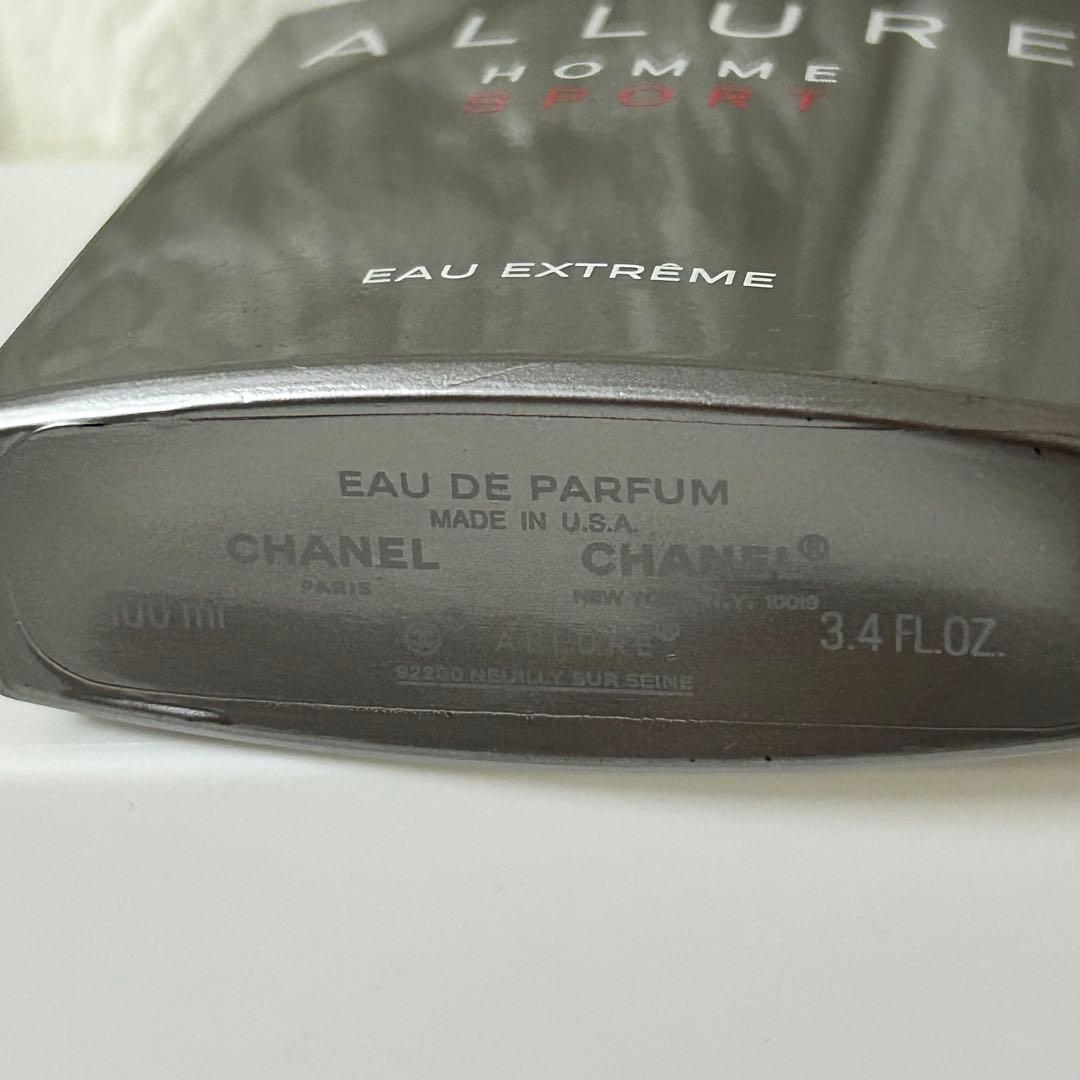 ALLURE
HOMME
SPORT
EAU EXTRÊME
EAU DE PARFUM
MADE IN U.S.A.
CHANEL CHANEL®
PARIS NEW YORK N.Y. 10019
100 ml ALLURE® 3.4 FL.OZ.
92200 NEUILLY SUR SEINE